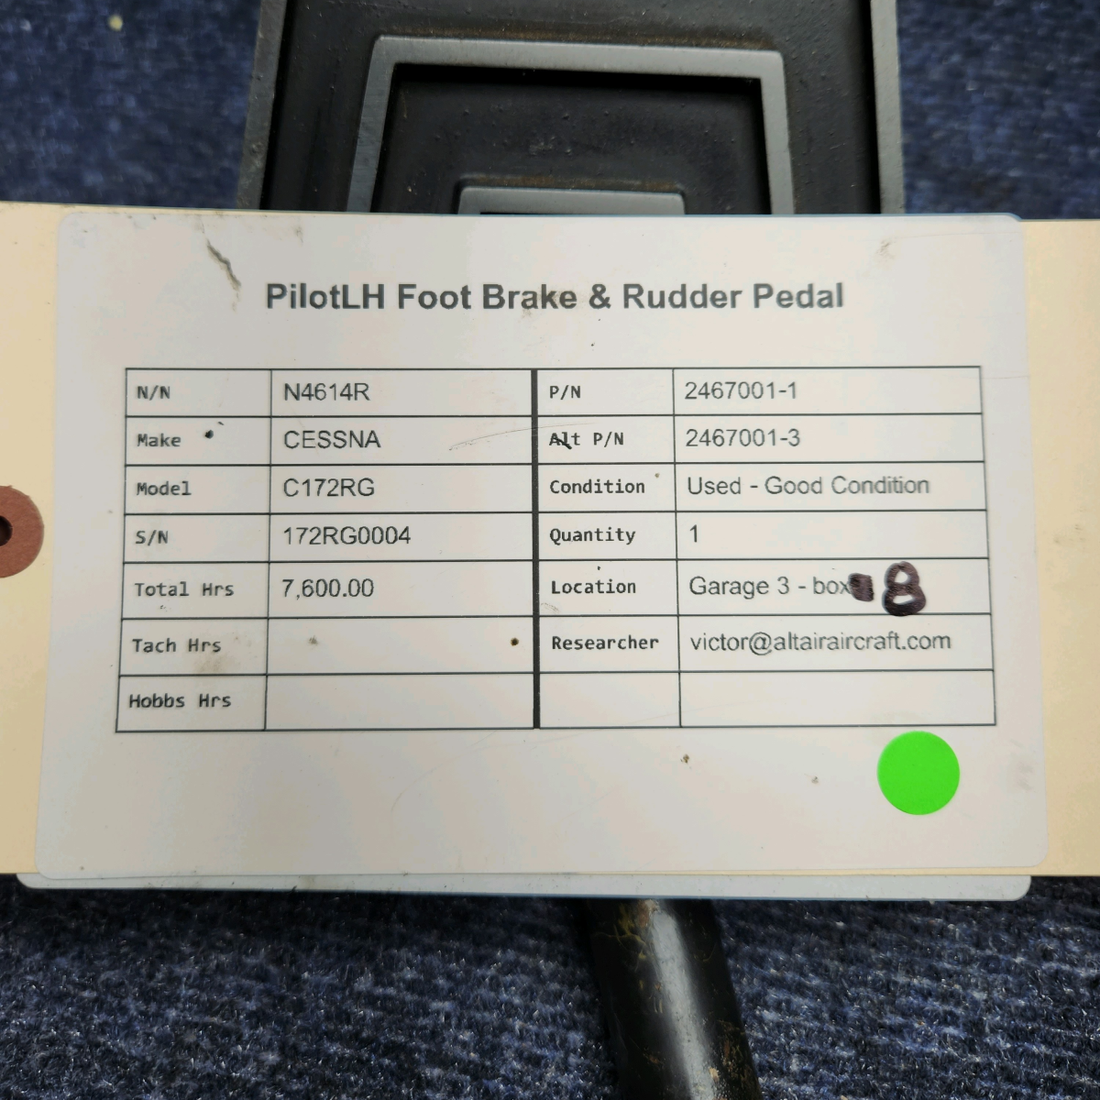 PilotLH Foot Brake & Rudder Pedal
N/N N4614R P/N 2467001-1
Make CESSNA Alt P/N 2467001-3
Model C172RG Condition Used - Good Condition
S/N 172RG0004 Quantity 1
Total Hrs 7,600.00 Location Garage 3 - box 8
Tach Hrs Researcher victor@altairaircraft.com
Hobbs Hrs